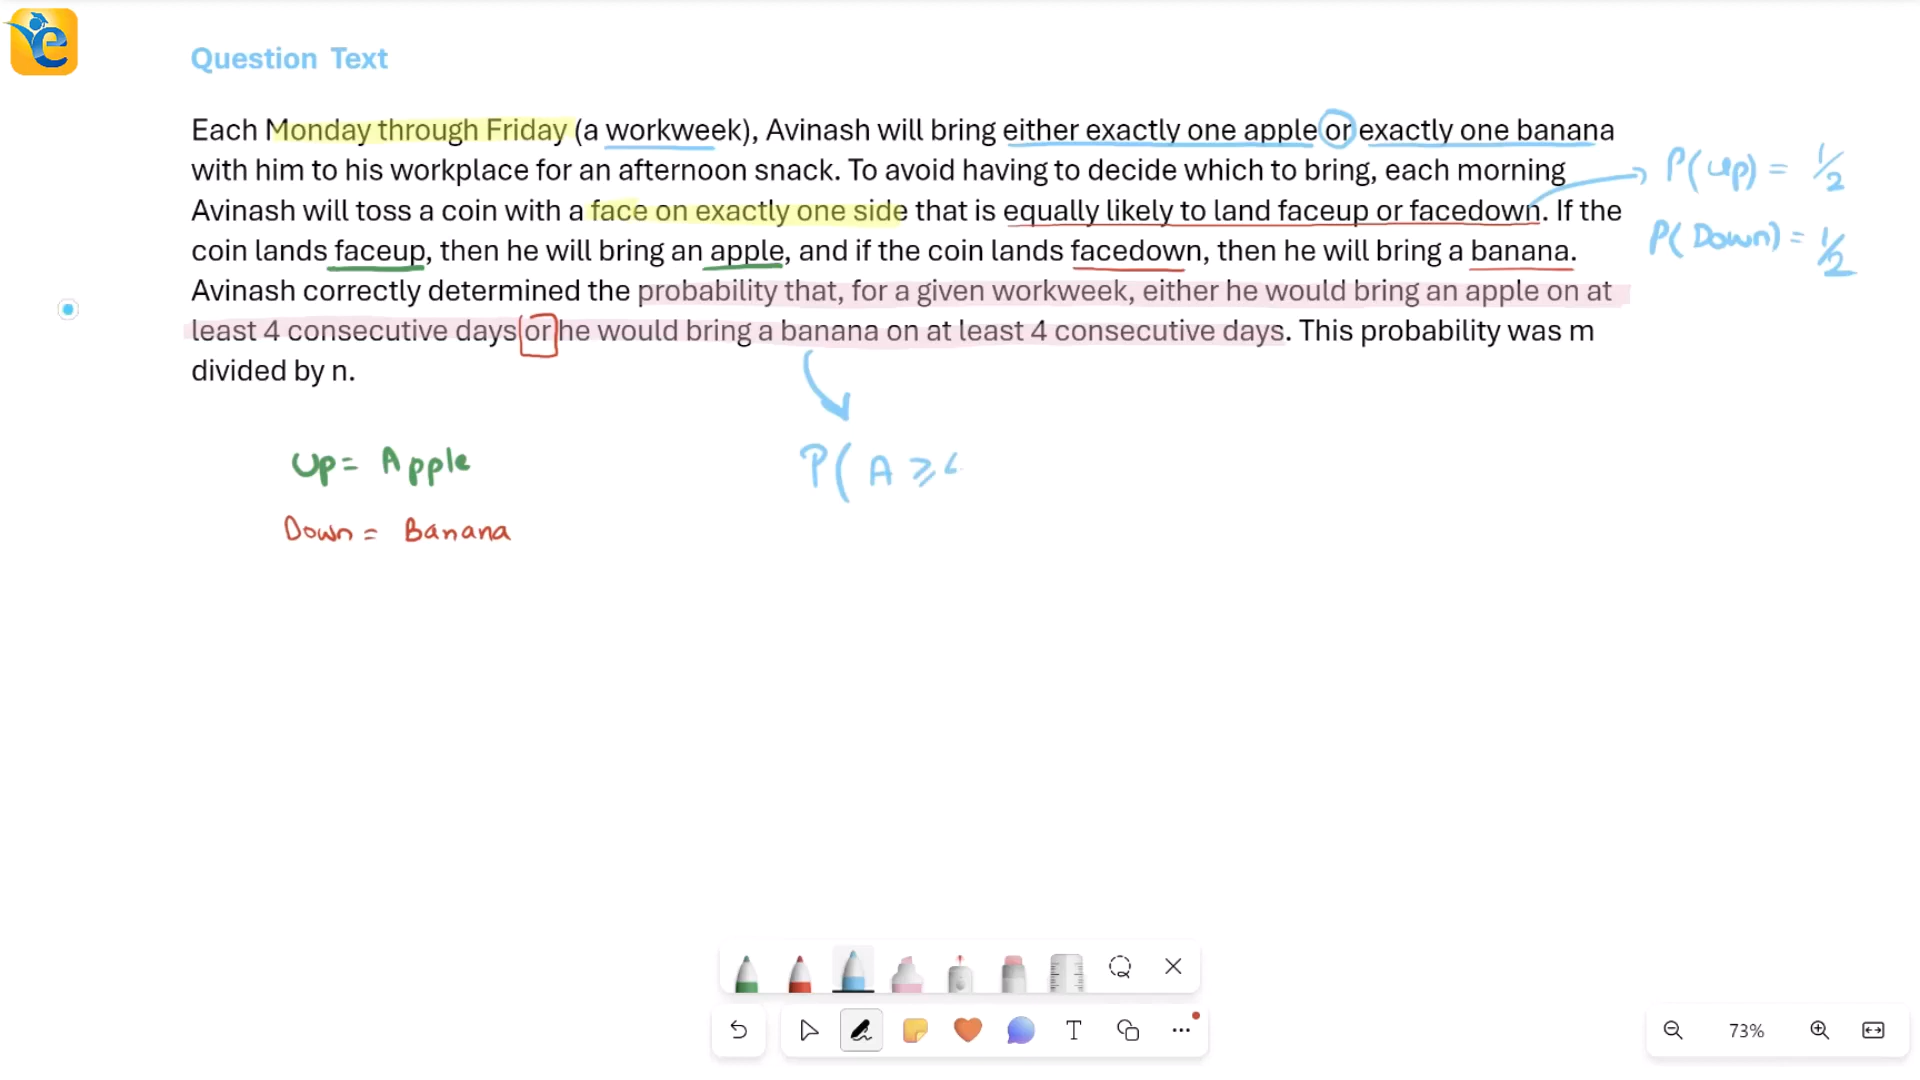 Question Text
Each Monday through Friday (a workweek), Avinash will bring either exactly one apple or exactly one banana
with him to his workplace for an afternoon snack. To avoid having to decide which to bring, each morning
Avinash will toss a coin with a face on exactly one side that is equally likely to land faceup or facedown. If the
coin lands faceup, then he will bring an apple, and if the coin lands facedown, then he will bring a banana.
Avinash correctly determined the probability that, for a given workweek, either he would bring an apple on at
least 4 consecutive days or he would bring a banana on at least 4 consecutive days. This probability was m
divided by n.
P(up) = 1/2
P(Down) = 1/2
Up = Apple
Down = Banana
P( A ≥
73%